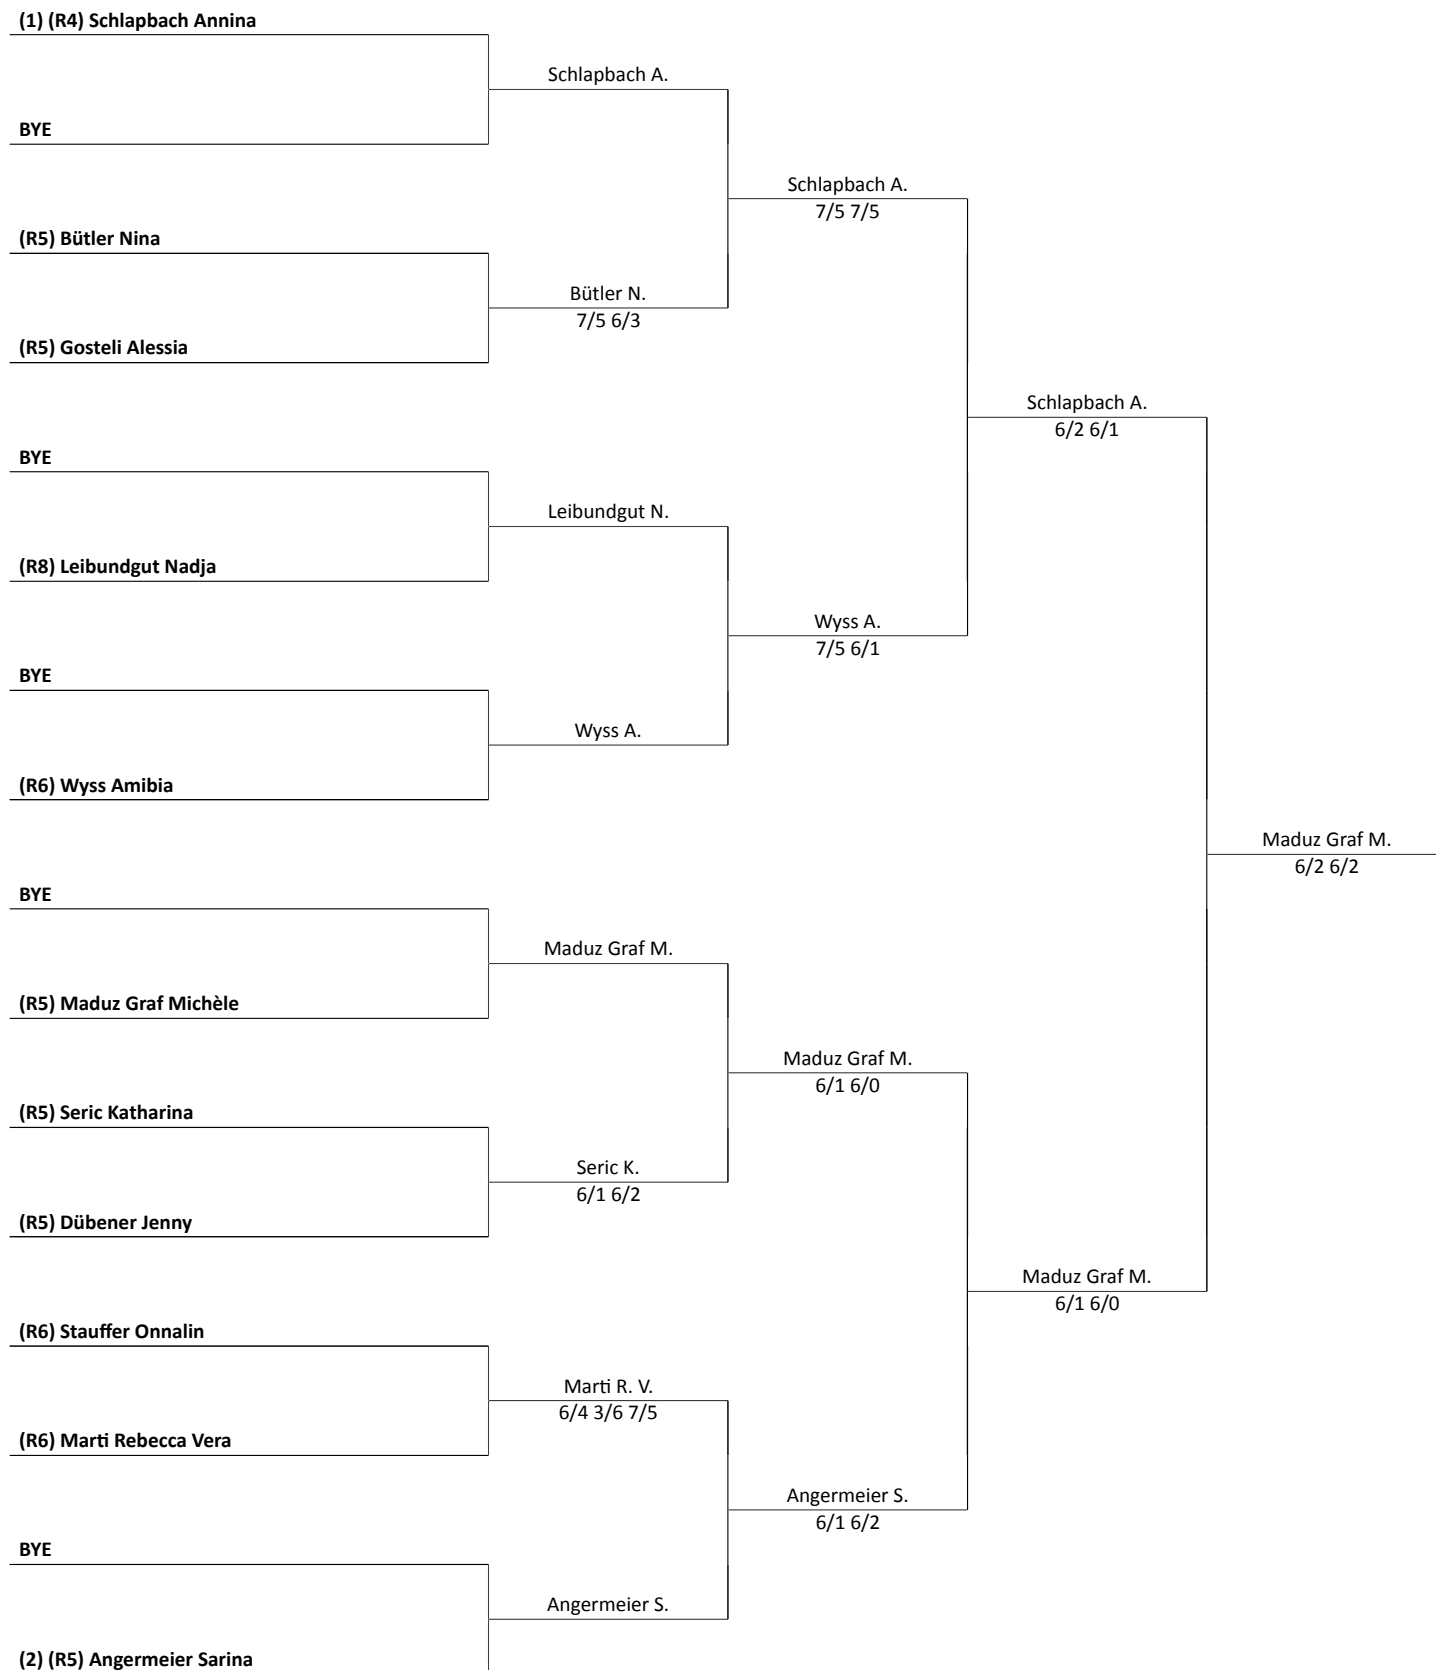 (1) (R4) Schlapbach Annina
Schlapbach A.
BYE
Schlapbach A.
7/5 7/5
(R5) Bütler Nina
Bütler N.
7/5 6/3
(R5) Gosteli Alessia
Schlapbach A.
6/2 6/1
BYE
Leibundgut N.
(R8) Leibundgut Nadja
Wyss A.
7/5 6/1
BYE
Wyss A.
(R6) Wyss Amibia
Maduz Graf M.
6/2 6/2
BYE
Maduz Graf M.
(R5) Maduz Graf Michèle
Maduz Graf M.
6/1 6/0
(R5) Seric Katharina
Seric K.
6/1 6/2
(R5) Dübener Jenny
Maduz Graf M.
6/1 6/0
(R6) Stauffer Onnalin
Marti R. V.
6/4 3/6 7/5
(R6) Marti Rebecca Vera
Angermeier S.
6/1 6/2
BYE
Angermeier S.
(2) (R5) Angermeier Sarina